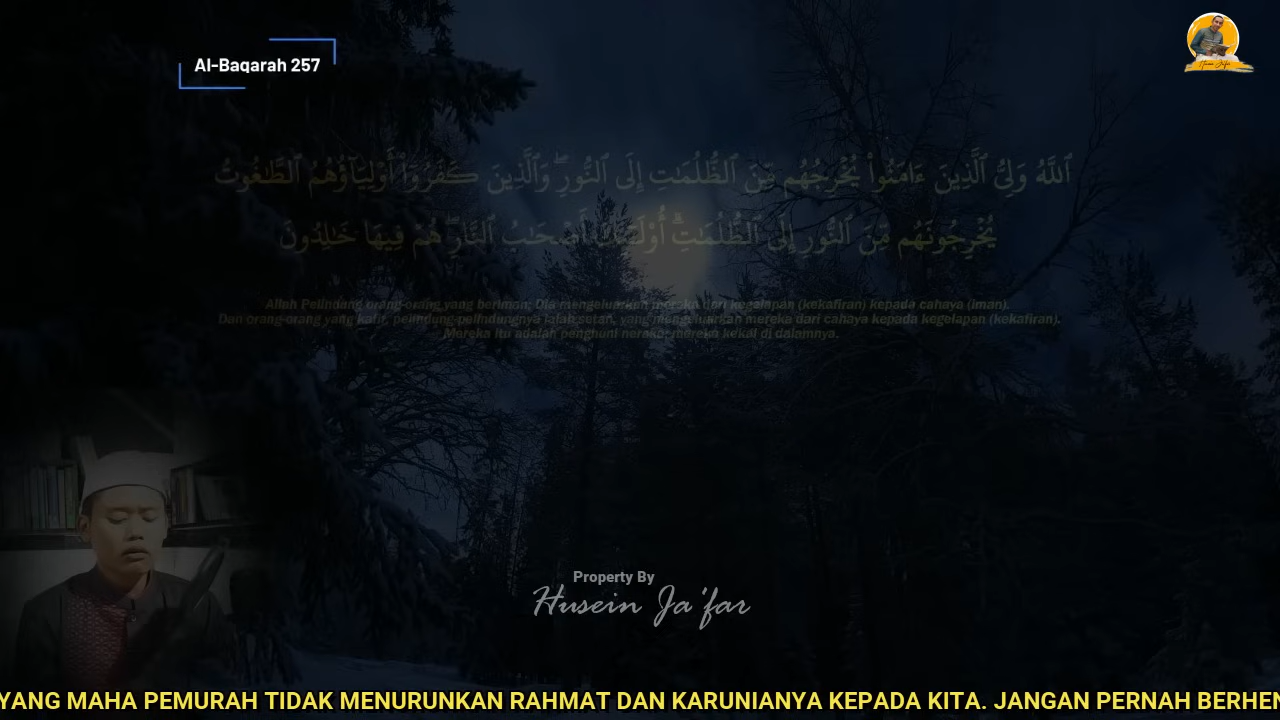 Al-Baqarah 257
ٱللَّهُ وَلِىُّ ٱلَّذِينَ ءَامَنُوا۟ يُخْرِجُهُم مِّنَ ٱلظُّلُمَـٰتِ إِلَى ٱلنُّورِ ۖ وَٱلَّذِينَ كَفَرُوٓا۟ أَوْلِيَآؤُهُمُ ٱلطَّـٰغُوتُ
يُخْرِجُونَهُم مِّنَ ٱلنُّورِ إِلَى ٱلظُّلُمَـٰتِ ۗ أُو۟لَـٰٓئِكَ أَصْحَـٰبُ ٱلنَّارِ ۖ هُمْ فِيهَا خَـٰلِدُونَ
Allah Pelindung orang-orang yang beriman; Dia mengeluarkan mereka dari kegelapan (kekafiran) kepada cahaya (iman).
Dan orang-orang yang kafir, pelindung-pelindungnya ialah setan, yang mengeluarkan mereka dari cahaya kepada kegelapan (kekafiran).
Mereka itu adalah penghuni neraka; mereka kekal di dalamnya.
Property By
Husein Ja'far
YANG MAHA PEMURAH TIDAK MENURUNKAN RAHMAT DAN KARUNIANYA KEPADA KITA. JANGAN PERNAH BERHEN